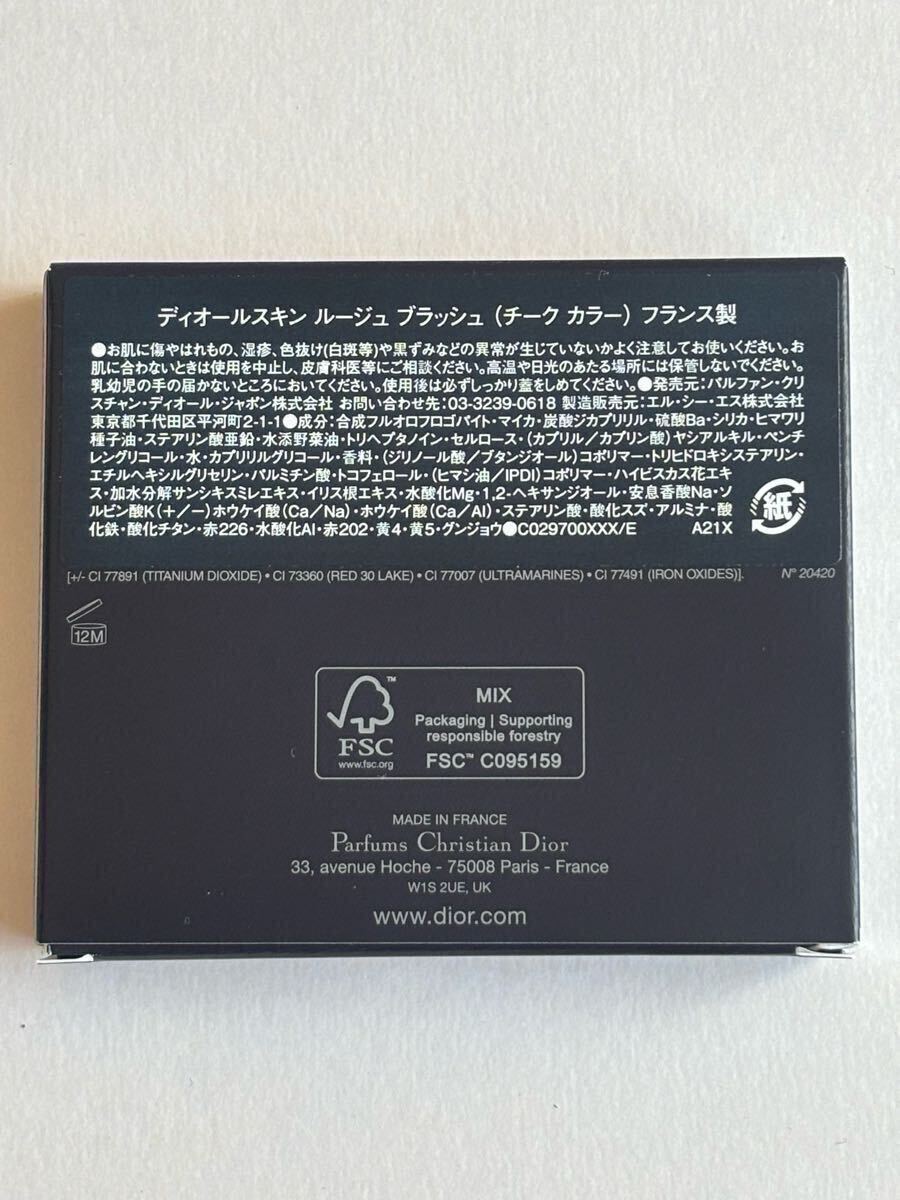 ディオールスキン ルージュ ブラッシュ (チーク カラー) フランス製
●お肌に傷やはれもの、湿疹、色抜け(白斑等)や黒ずみなどの異常が生じていないかよく注意してお使いください。お
肌に合わないときは使用を中止し、皮膚科医等にご相談ください。高温や日光のあたる場所には保管しないでください。
乳幼児の手の届かないところにおいてください。使用後は必ずしっかり蓋をしめてください。●発売元:パルファン・クリ
スチャン・ディオール・ジャポン株式会社 お問い合わせ先:03-3239-0618 製造販売元:エル・シー・エス株式会社
東京都千代田区平河町2-1-1●成分:合成フルオロフロゴパイト・マイカ・炭酸ジカプリリル・硫酸Ba・シリカ・ヒマワリ
種子油・ステアリン酸亜鉛・水添野菜油・トリヘプタノイン・セルロース・(カプリル/カプリン酸)ヤシアルキル・ペンチ
レングリコール・水・カプリリルグリコール・香料・(ジリノール酸/ブタンジオール)コポリマー・トリヒドロキシステアリン・
エチルヘキシルグリセリン・パルミチン酸・トコフェロール・(ヒマシ油/IPDI)コポリマー・ハイビスカス花エキ
ス・加水分解サンシキスミレエキス・イリス根エキス・水酸化Mg・1,2-ヘキサンジオール・安息香酸Na・ソ
ルビン酸K(+/-)ホウケイ酸(Ca/Na)・ホウケイ酸(Ca/Al)・ステアリン酸・酸化スズ・アルミナ・酸
化鉄・酸化チタン・赤226・水酸化Al・赤202・黄4・黄5・グンジョウ●C029700XXX/E A21X
紙
[+/- CI 77891 (TITANIUM DIOXIDE) • CI 73360 (RED 30 LAKE) • CI 77007 (ULTRAMARINES) • CI 77491 (IRON OXIDES)]. N° 20420
12M
FSC™
www.fsc.org
MIX
Packaging | Supporting
responsible forestry
FSC™ C095159
MADE IN FRANCE
Parfums Christian Dior
33, avenue Hoche - 75008 Paris - France
W1S 2UE, UK
www.dior.com